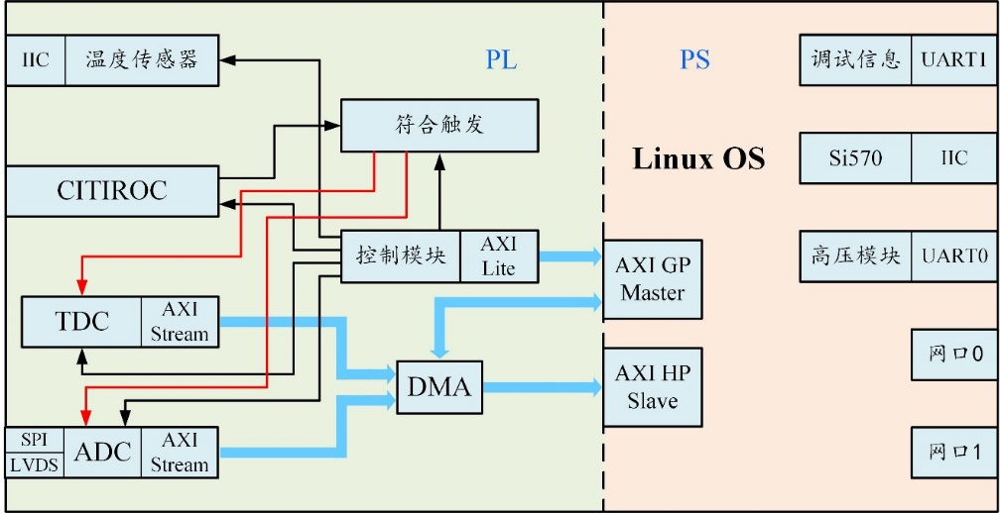 PL
IIC
温度传感器
符合触发
CITIROC
控制模块
AXI
Lite
TDC
AXI
Stream
DMA
SPI
LVDS
ADC
AXI
Stream
PS
Linux OS
调试信息
UART1
Si570
IIC
高压模块
UART0
AXI GP
Master
AXI HP
Slave
网口0
网口1